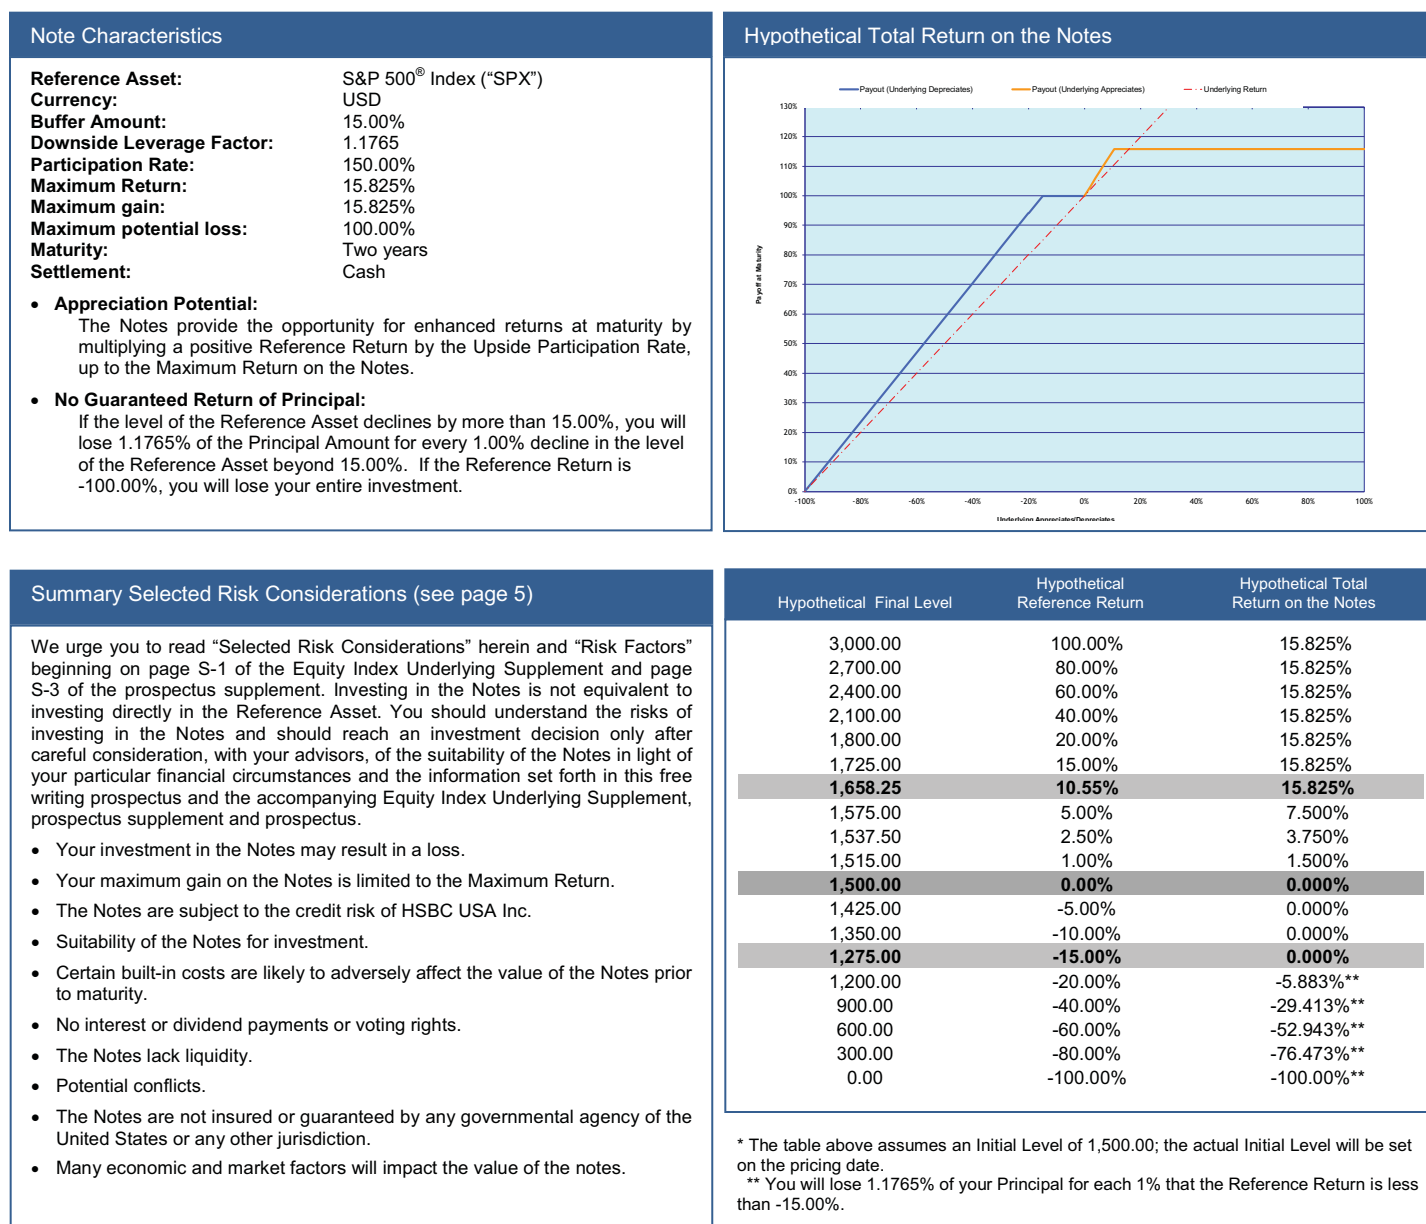 Note Characteristics
Reference Asset: S&P 500® Index (“SPX”)
Currency: USD
Buffer Amount: 15.00%
Downside Leverage Factor: 1.1765
Participation Rate: 150.00%
Maximum Return: 15.825%
Maximum gain: 15.825%
Maximum potential loss: 100.00%
Maturity: Two years
Settlement: Cash
• Appreciation Potential:
The Notes provide the opportunity for enhanced returns at maturity by
multiplying a positive Reference Return by the Upside Participation Rate,
up to the Maximum Return on the Notes.
• No Guaranteed Return of Principal:
If the level of the Reference Asset declines by more than 15.00%, you will
lose 1.1765% of the Principal Amount for every 1.00% decline in the level
of the Reference Asset beyond 15.00%. If the Reference Return is
-100.00%, you will lose your entire investment.
Hypothetical Total Return on the Notes
Payout (Underlying Depreciates) Payout (Underlying Appreciates) Underlying Return
130%
120%
110%
100%
90%
80%
70%
60%
50%
40%
30%
20%
10%
0%
Payoff at Maturity
-100% -80% -60% -40% -20% 0% 20% 40% 60% 80% 100%
Underlying Appreciates/Depreciates
Summary Selected Risk Considerations (see page 5)
We urge you to read “Selected Risk Considerations” herein and “Risk Factors”
beginning on page S-1 of the Equity Index Underlying Supplement and page
S-3 of the prospectus supplement. Investing in the Notes is not equivalent to
investing directly in the Reference Asset. You should understand the risks of
investing in the Notes and should reach an investment decision only after
careful consideration, with your advisors, of the suitability of the Notes in light of
your particular financial circumstances and the information set forth in this free
writing prospectus and the accompanying Equity Index Underlying Supplement,
prospectus supplement and prospectus.
• Your investment in the Notes may result in a loss.
• Your maximum gain on the Notes is limited to the Maximum Return.
• The Notes are subject to the credit risk of HSBC USA Inc.
• Suitability of the Notes for investment.
• Certain built-in costs are likely to adversely affect the value of the Notes prior
to maturity.
• No interest or dividend payments or voting rights.
• The Notes lack liquidity.
• Potential conflicts.
• The Notes are not insured or guaranteed by any governmental agency of the
United States or any other jurisdiction.
• Many economic and market factors will impact the value of the notes.
Hypothetical Final Level Hypothetical Reference Return Hypothetical Total Return on the Notes
3,000.00 100.00% 15.825%
2,700.00 80.00% 15.825%
2,400.00 60.00% 15.825%
2,100.00 40.00% 15.825%
1,800.00 20.00% 15.825%
1,725.00 15.00% 15.825%
1,658.25 10.55% 15.825%
1,575.00 5.00% 7.500%
1,537.50 2.50% 3.750%
1,515.00 1.00% 1.500%
1,500.00 0.00% 0.000%
1,425.00 -5.00% 0.000%
1,350.00 -10.00% 0.000%
1,275.00 -15.00% 0.000%
1,200.00 -20.00% -5.883%**
900.00 -40.00% -29.413%**
600.00 -60.00% -52.943%**
300.00 -80.00% -76.473%**
0.00 -100.00% -100.00%**
* The table above assumes an Initial Level of 1,500.00; the actual Initial Level will be set
on the pricing date.
** You will lose 1.1765% of your Principal for each 1% that the Reference Return is less
than -15.00%.